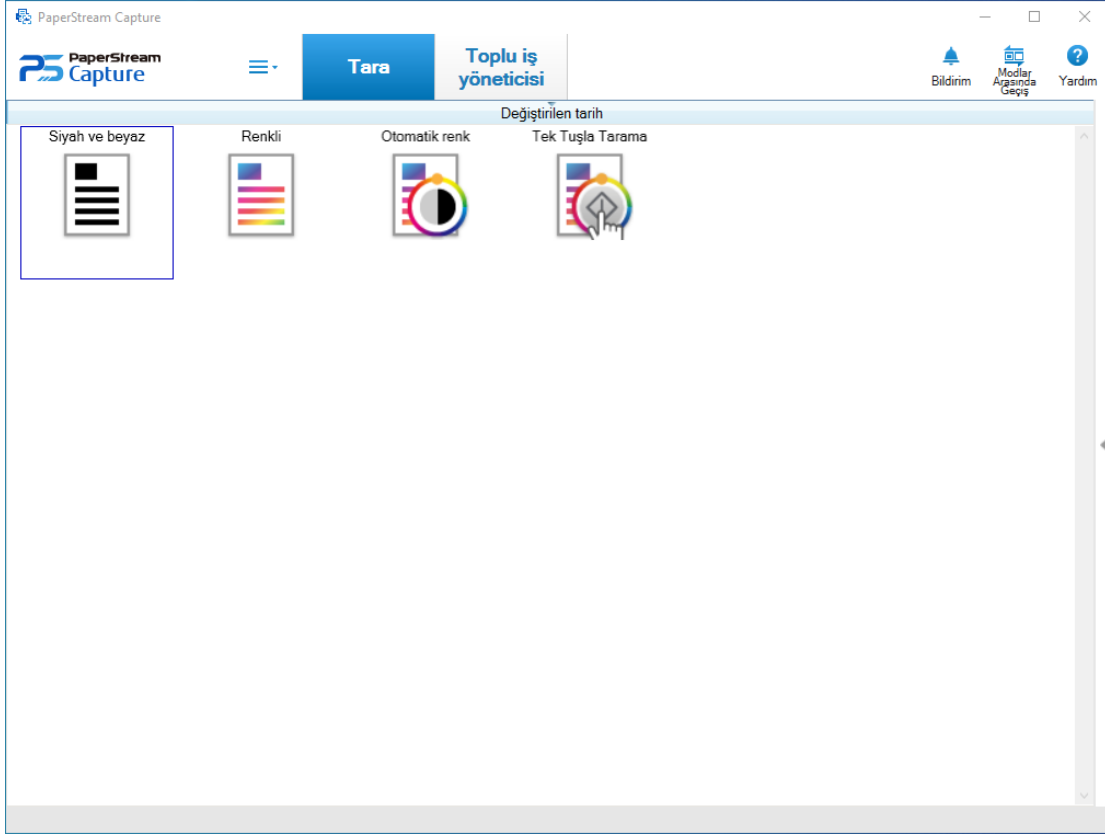 PaperStream Capture
PaperStream
Capture
Tara
Toplu iş
yöneticisi
Bildirim
Modlar
Arasında
Geçiş
Yardım
Değiştirilen tarih
Siyah ve beyaz
Renkli
Otomatik renk
Tek Tuşla Tarama